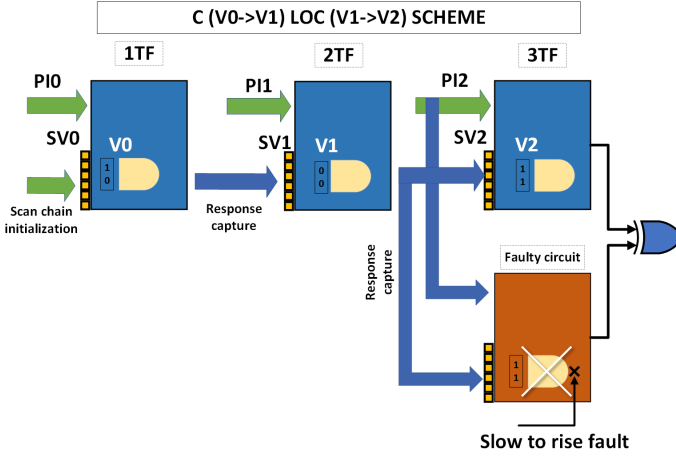 C (V0->V1) LOC (V1->V2) SCHEME
1TF
2TF
3TF
PI0
PI1
PI2
SV0
V0
SV1
V1
SV2
V2
1
0
0
0
1
1
Scan chain
initialization
Response
capture
Response
capture
Faulty circuit
1
1
Slow to rise fault